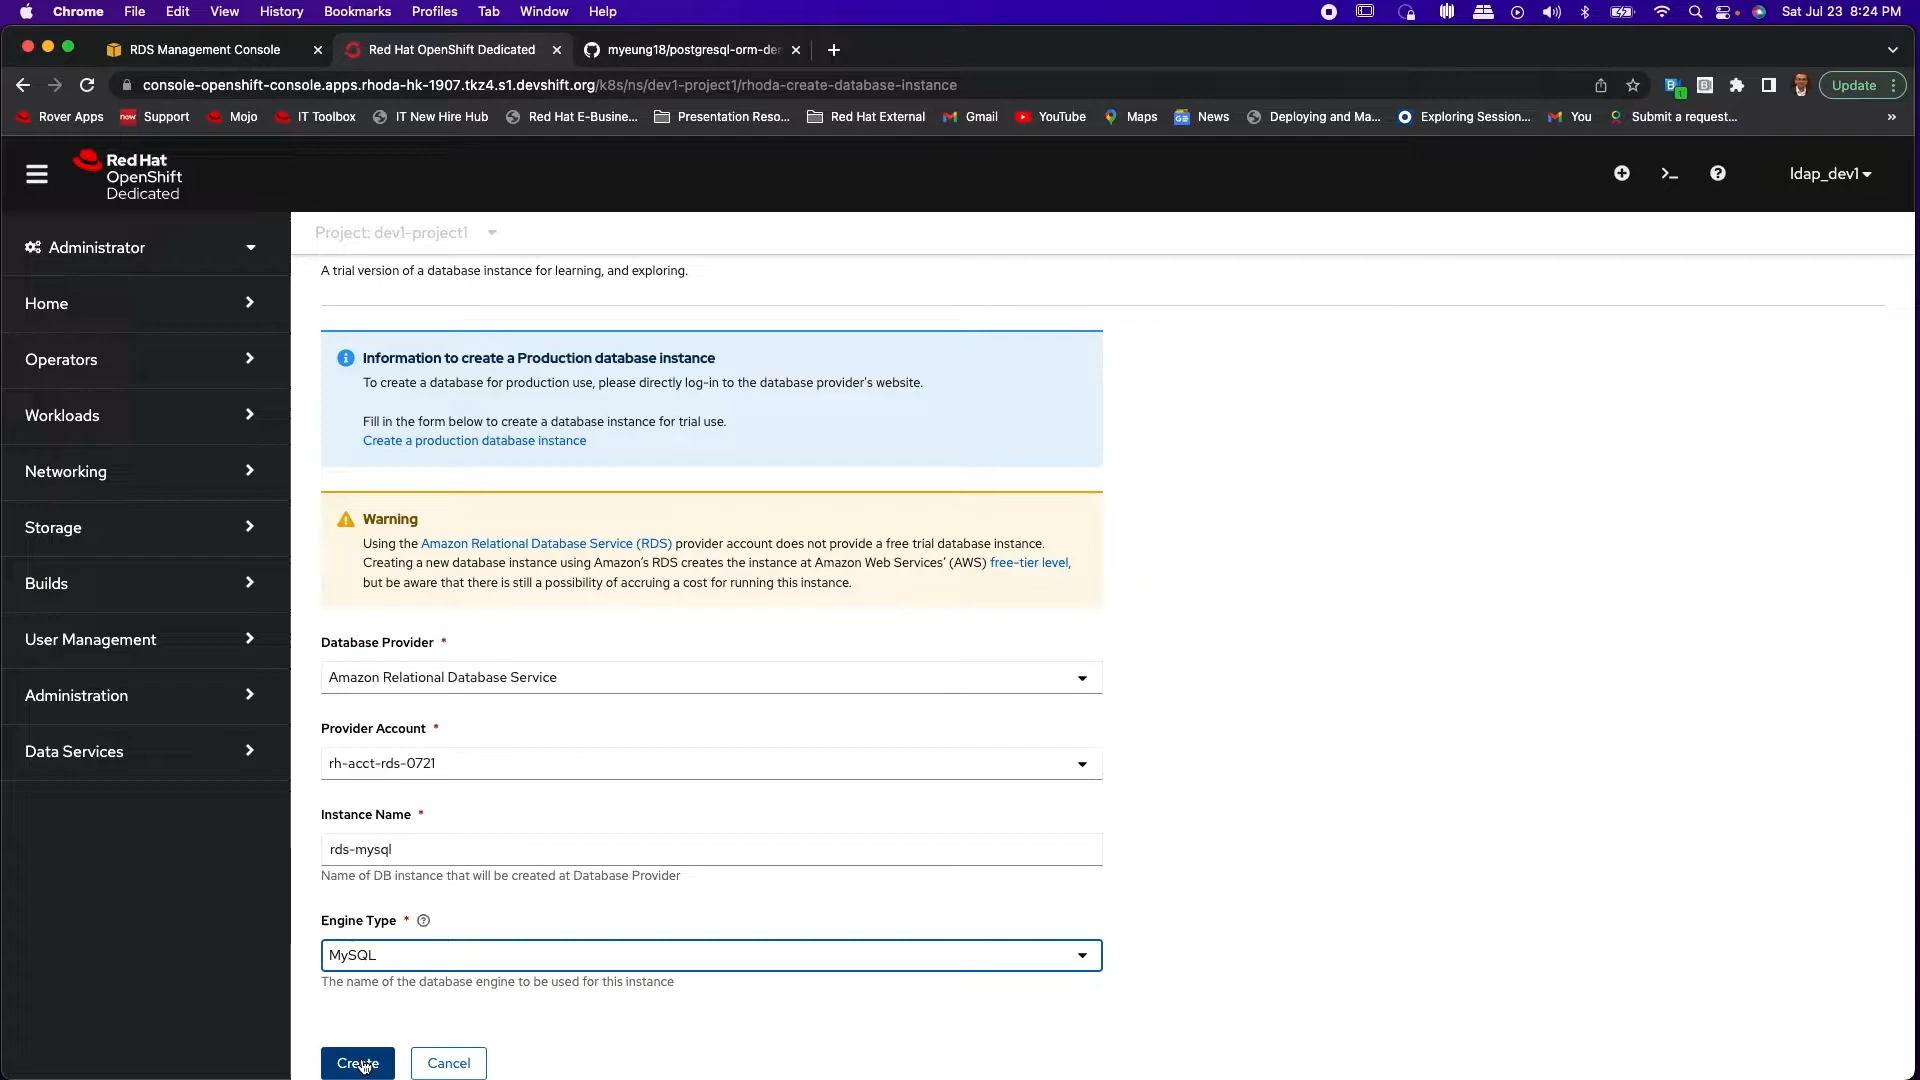 Chrome File Edit View History Bookmarks Profiles Tab Window Help Sat Jul 23 8:24 PM
RDS Management Console Red Hat OpenShift Dedicated myeung18/postgresql-orm-de
console-openshift-console.apps.rhoda-hk-1907.tkz4.s1.devshift.org/k8s/ns/dev1-project1/rhoda-create-database-instance Update
Rover Apps Support Mojo IT Toolbox IT New Hire Hub Red Hat E-Busine... Presentation Reso... Red Hat External Gmail YouTube Maps News Deploying and Ma... Exploring Session... You Submit a request... »
Red Hat
OpenShift
Dedicated
ldap_dev1
Administrator
Home
Operators
Workloads
Networking
Storage
Builds
User Management
Administration
Data Services
Project: dev1-project1
A trial version of a database instance for learning, and exploring.
Information to create a Production database instance
To create a database for production use, please directly log-in to the database provider's website.
Fill in the form below to create a database instance for trial use.
Create a production database instance
Warning
Using the Amazon Relational Database Service (RDS) provider account does not provide a free trial database instance.
Creating a new database instance using Amazon's RDS creates the instance at Amazon Web Services' (AWS) free-tier level,
but be aware that there is still a possibility of accruing a cost for running this instance.
Database Provider *
Amazon Relational Database Service
Provider Account *
rh-acct-rds-0721
Instance Name *
rds-mysql
Name of DB instance that will be created at Database Provider
Engine Type *
MySQL
The name of the database engine to be used for this instance
Create Cancel